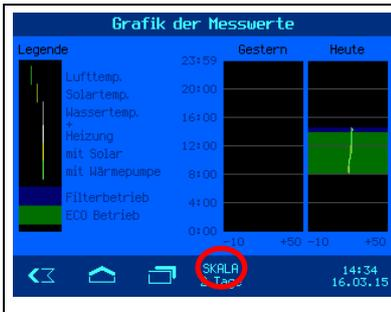 Grafik der Messwerte
Legende
Gestern
Heute
Lufttemp.
Solartemp.
Wassertemp.
+
Heizung
mit Solar
mit Wärmepumpe
Filterbetrieb
ECO Betrieb
23:59
20:00
16:00
12:00
8:00
4:00
0:00
-10 +50 -10 +50
SKALA
2 Tage
14:34
16.03.15